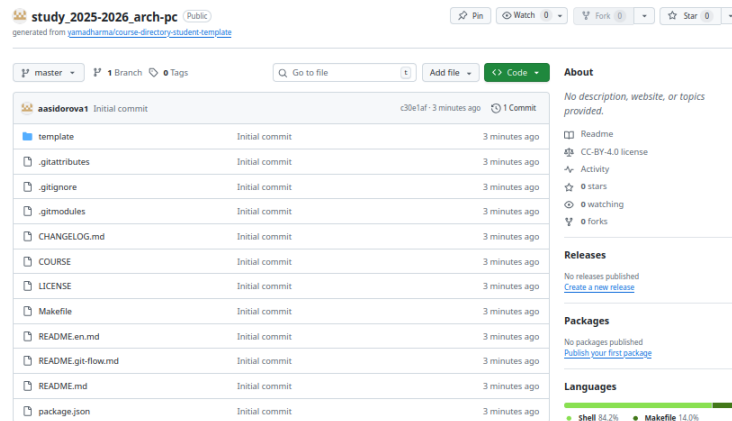 study_2025-2026_arch-pc Public
Pin Watch 0 Fork 0 Star 0
generated from yamadharma/course-directory-student-template
master 1 Branch 0 Tags Go to file t Add file Code
aasidorova1 Initial commit c30e1af · 3 minutes ago 1 Commit
template Initial commit 3 minutes ago
.gitattributes Initial commit 3 minutes ago
.gitignore Initial commit 3 minutes ago
.gitmodules Initial commit 3 minutes ago
CHANGELOG.md Initial commit 3 minutes ago
COURSE Initial commit 3 minutes ago
LICENSE Initial commit 3 minutes ago
Makefile Initial commit 3 minutes ago
README.en.md Initial commit 3 minutes ago
README.git-flow.md Initial commit 3 minutes ago
README.md Initial commit 3 minutes ago
package.json Initial commit 3 minutes ago
About
No description, website, or topics
provided.
Readme
CC-BY-4.0 license
Activity
0 stars
0 watching
0 forks
Releases
No releases published
Create a new release
Packages
No packages published
Publish your first package
Languages
Shell 84.2% Makefile 14.0%